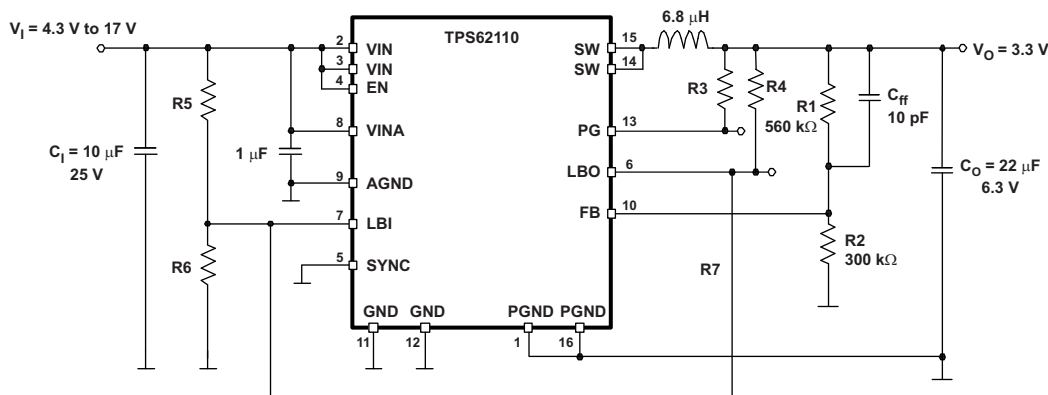 V_I = 4.3 V to 17 V
TPS62110
6.8 μH
V_O = 3.3 V
2 VIN
3 VIN
4 EN
8 VINA
9 AGND
7 LBI
5 SYNC
SW 15
SW 14
PG 13
LBO 6
FB 10
GND 11
GND 12
PGND 1
PGND 16
R5
C_I = 10 μF
25 V
1 μF
R6
R3
R4
R1
560 kΩ
C_ff
10 pF
C_O = 22 μF
6.3 V
R2
300 kΩ
R7